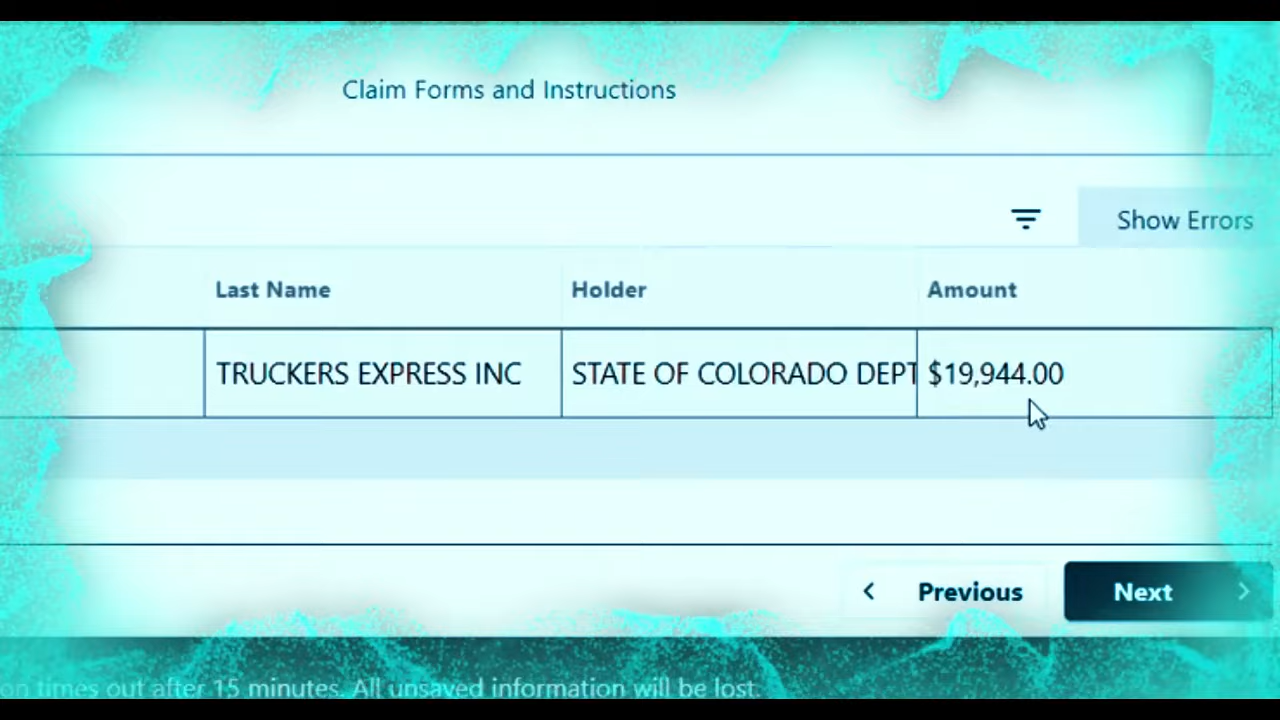 Claim Forms and Instructions
Show Errors
Last Name Holder Amount
TRUCKERS EXPRESS INC STATE OF COLORADO DEPT $19,944.00
Previous Next
on times out after 15 minutes. All unsaved information will be lost.